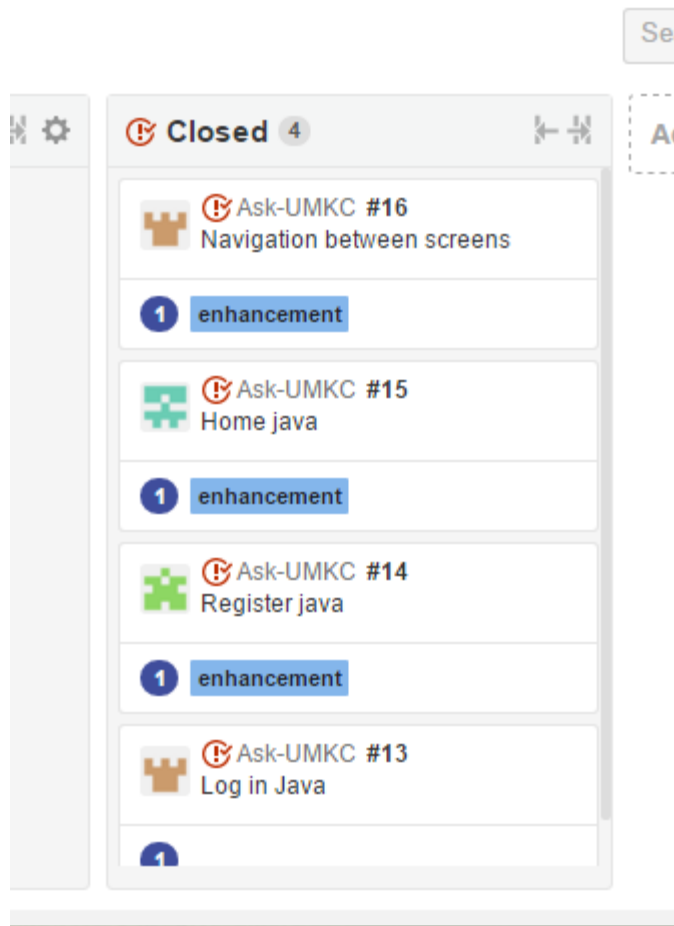 Closed 4
Ask-UMKC #16
Navigation between screens
1 enhancement
Ask-UMKC #15
Home java
1 enhancement
Ask-UMKC #14
Register java
1 enhancement
Ask-UMKC #13
Log in Java
1